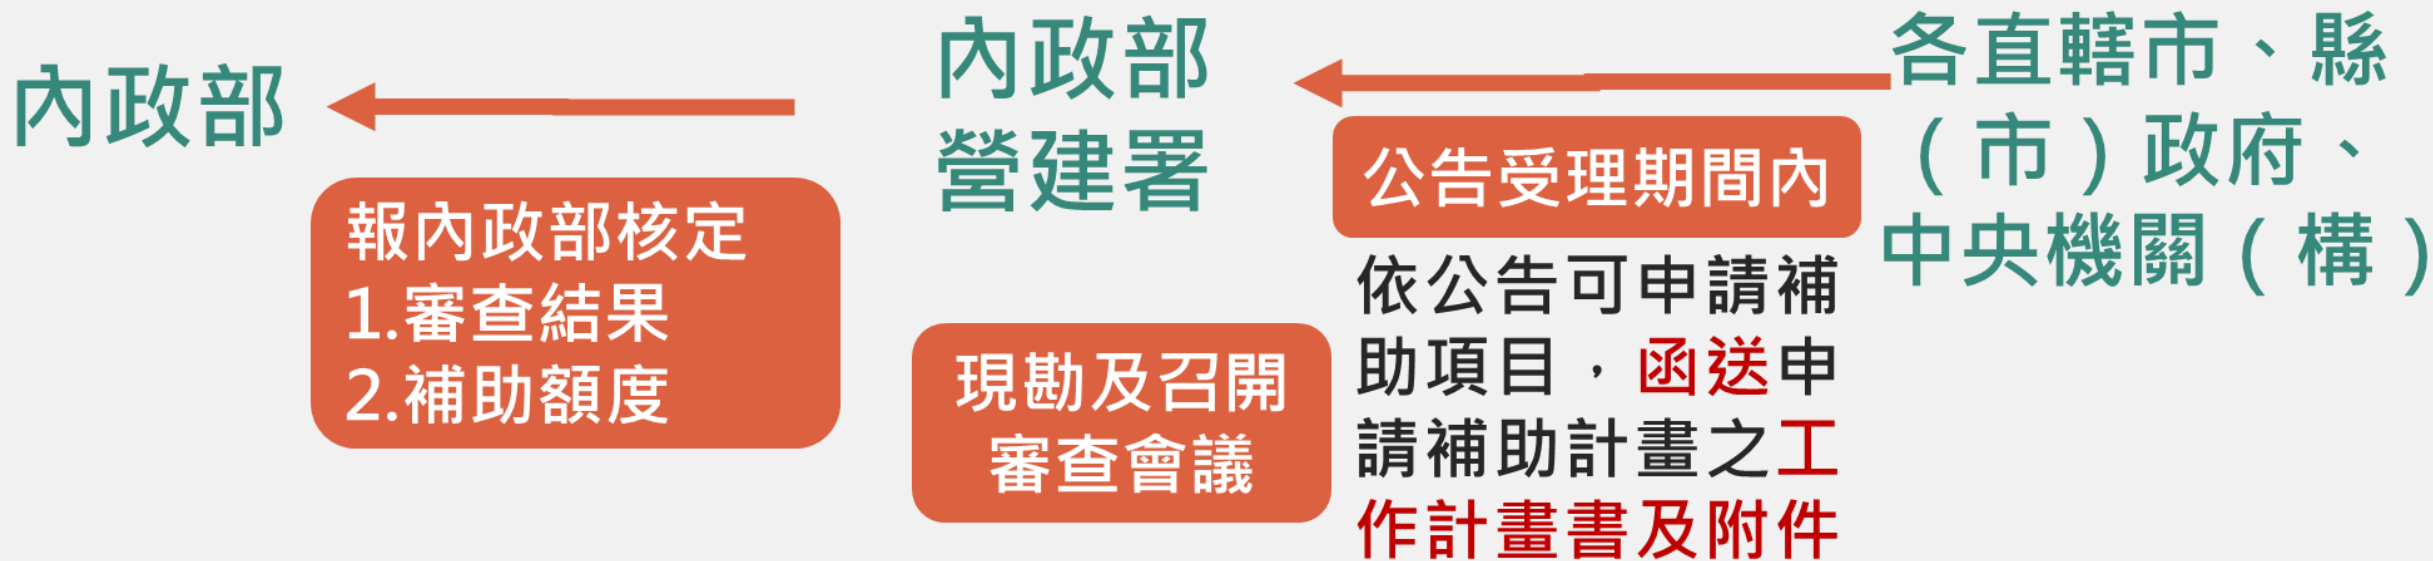 內政部
報內政部核定
1.審查結果
2.補助額度
內政部
營建署
現勘及召開
審查會議
公告受理期間內
依公告可申請補
助項目，函送申
請補助計畫之工
作計畫書及附件
各直轄市、縣
（市）政府、
中央機關（構）